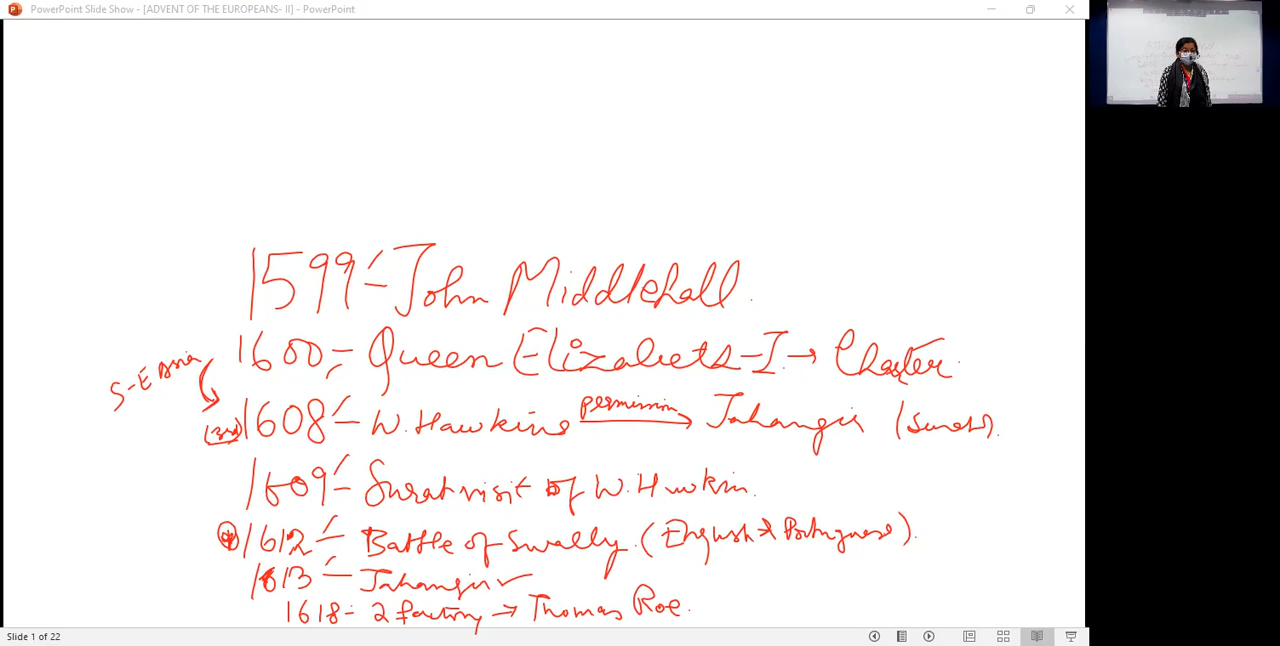 PowerPoint Slide Show - [ADVENT OF THE EUROPEANS- II] - PowerPoint
1599:- John Middlehall.
1600:- Queen Elizabets-I. → Charter.
S-E Asia
(3rd) 1608:- W. Hawkins permission → Jahangir (Surat).
1609:- Surat visit of W. Hawkin.
1612:- Battle of Swally. (English & Portuguese).
1613:- Jahangir ✓
1618:- 2 factory → Thomas Roe.
Slide 1 of 22